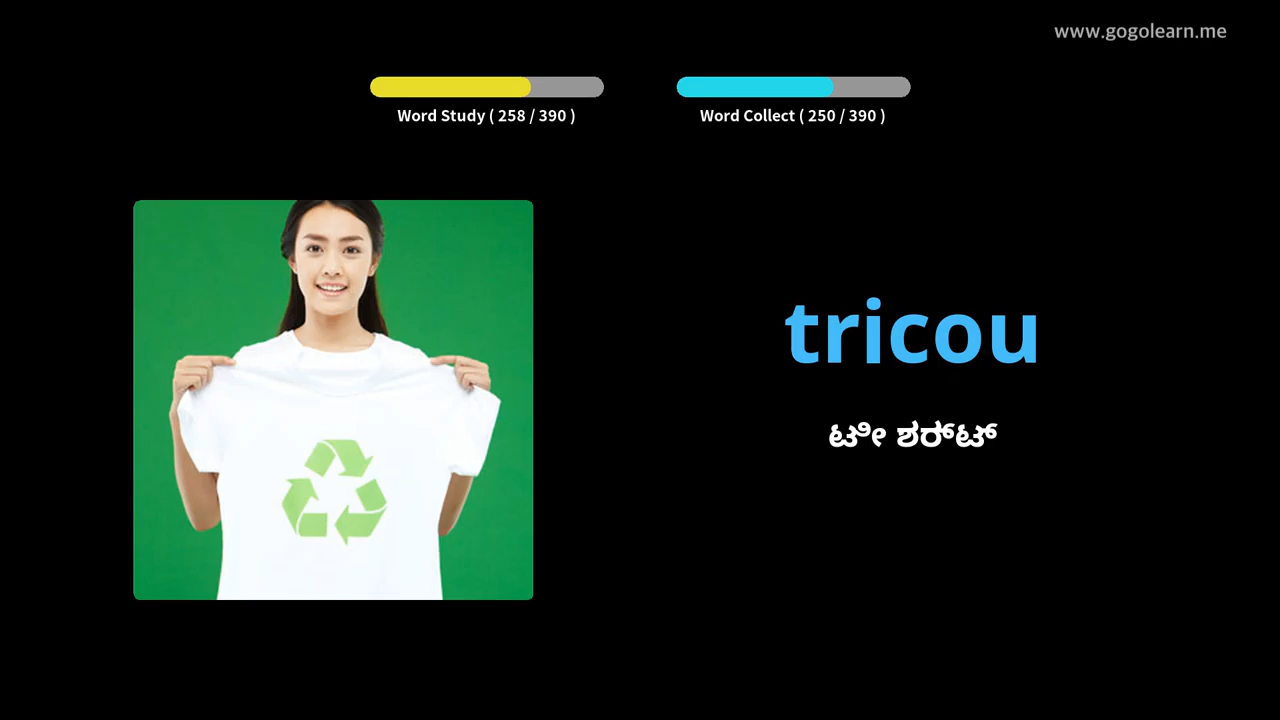 www.gogolearn.me
Word Study ( 258 / 390 )
Word Collect ( 250 / 390 )
tricou
ಟೀ ಶರ್ಟ್